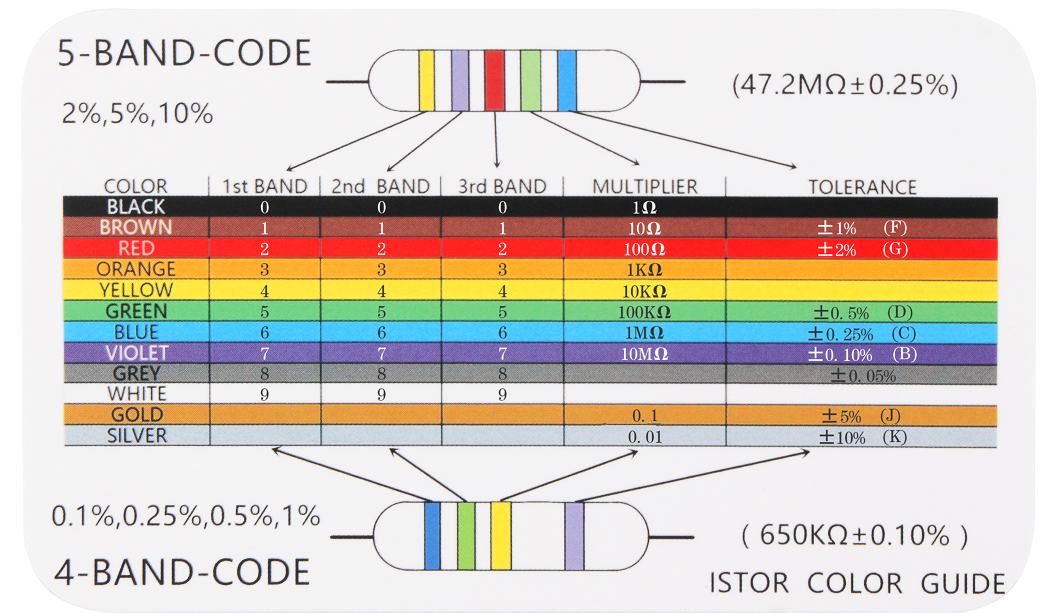 5-BAND-CODE
2%,5%,10%
(47.2MΩ±0.25%)
COLOR 1st BAND 2nd BAND 3rd BAND MULTIPLIER TOLERANCE
BLACK 0 0 0 1Ω
BROWN 1 1 1 10Ω ±1% (F)
RED 2 2 2 100Ω ±2% (G)
ORANGE 3 3 3 1KΩ
YELLOW 4 4 4 10KΩ
GREEN 5 5 5 100KΩ ±0.5% (D)
BLUE 6 6 6 1MΩ ±0.25% (C)
VIOLET 7 7 7 10MΩ ±0.10% (B)
GREY 8 8 8 ±0.05%
WHITE 9 9 9
GOLD 0.1 ±5% (J)
SILVER 0.01 ±10% (K)
0.1%,0.25%,0.5%,1%
(650KΩ±0.10%)
4-BAND-CODE
ISTOR COLOR GUIDE